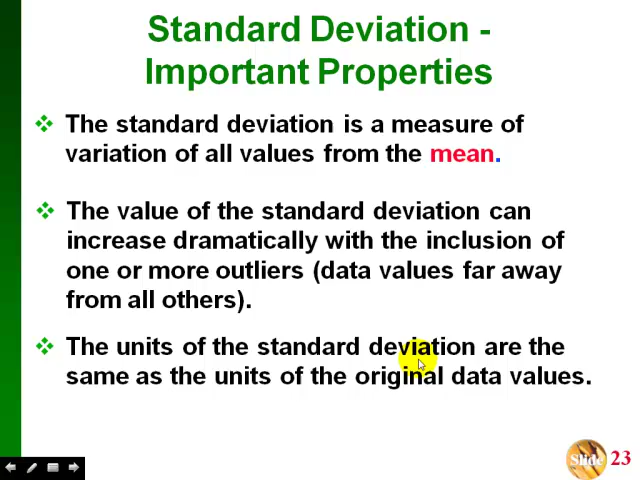 Standard Deviation -
Important Properties
The standard deviation is a measure of
variation of all values from the mean.
The value of the standard deviation can
increase dramatically with the inclusion of
one or more outliers (data values far away
from all others).
The units of the standard deviation are the
same as the units of the original data values.
Slide 23